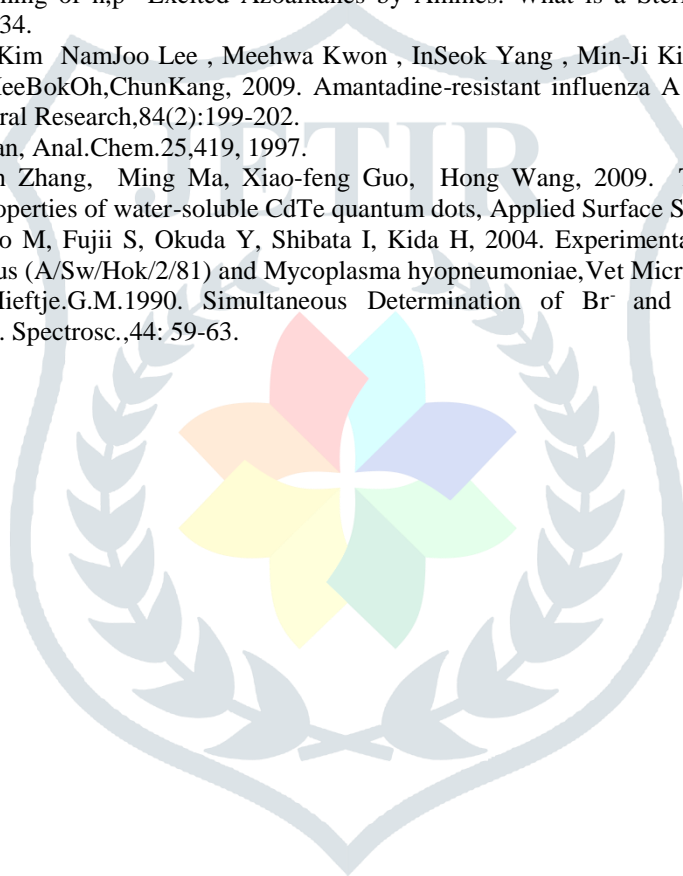 ning of n,p* Excited Azoalkanes by Amines: What is a Steri
34.
Kim NamJoo Lee , Meehwa Kwon , InSeok Yang , Min-Ji Ki
HeeBokOh,ChunKang, 2009. Amantadine-resistant influenza A
ral Research,84(2):199-202.
an, Anal.Chem.25,419, 1997.
n Zhang, Ming Ma, Xiao-feng Guo, Hong Wang, 2009. T
operties of water-soluble CdTe quantum dots, Applied Surface S
o M, Fujii S, Okuda Y, Shibata I, Kida H, 2004. Experimenta
us (A/Sw/Hok/2/81) and Mycoplasma hyopneumoniae,Vet Micr
Hieftje.G.M.1990. Simultaneous Determination of Br- and
. Spectrosc.,44: 59-63.
JETIR